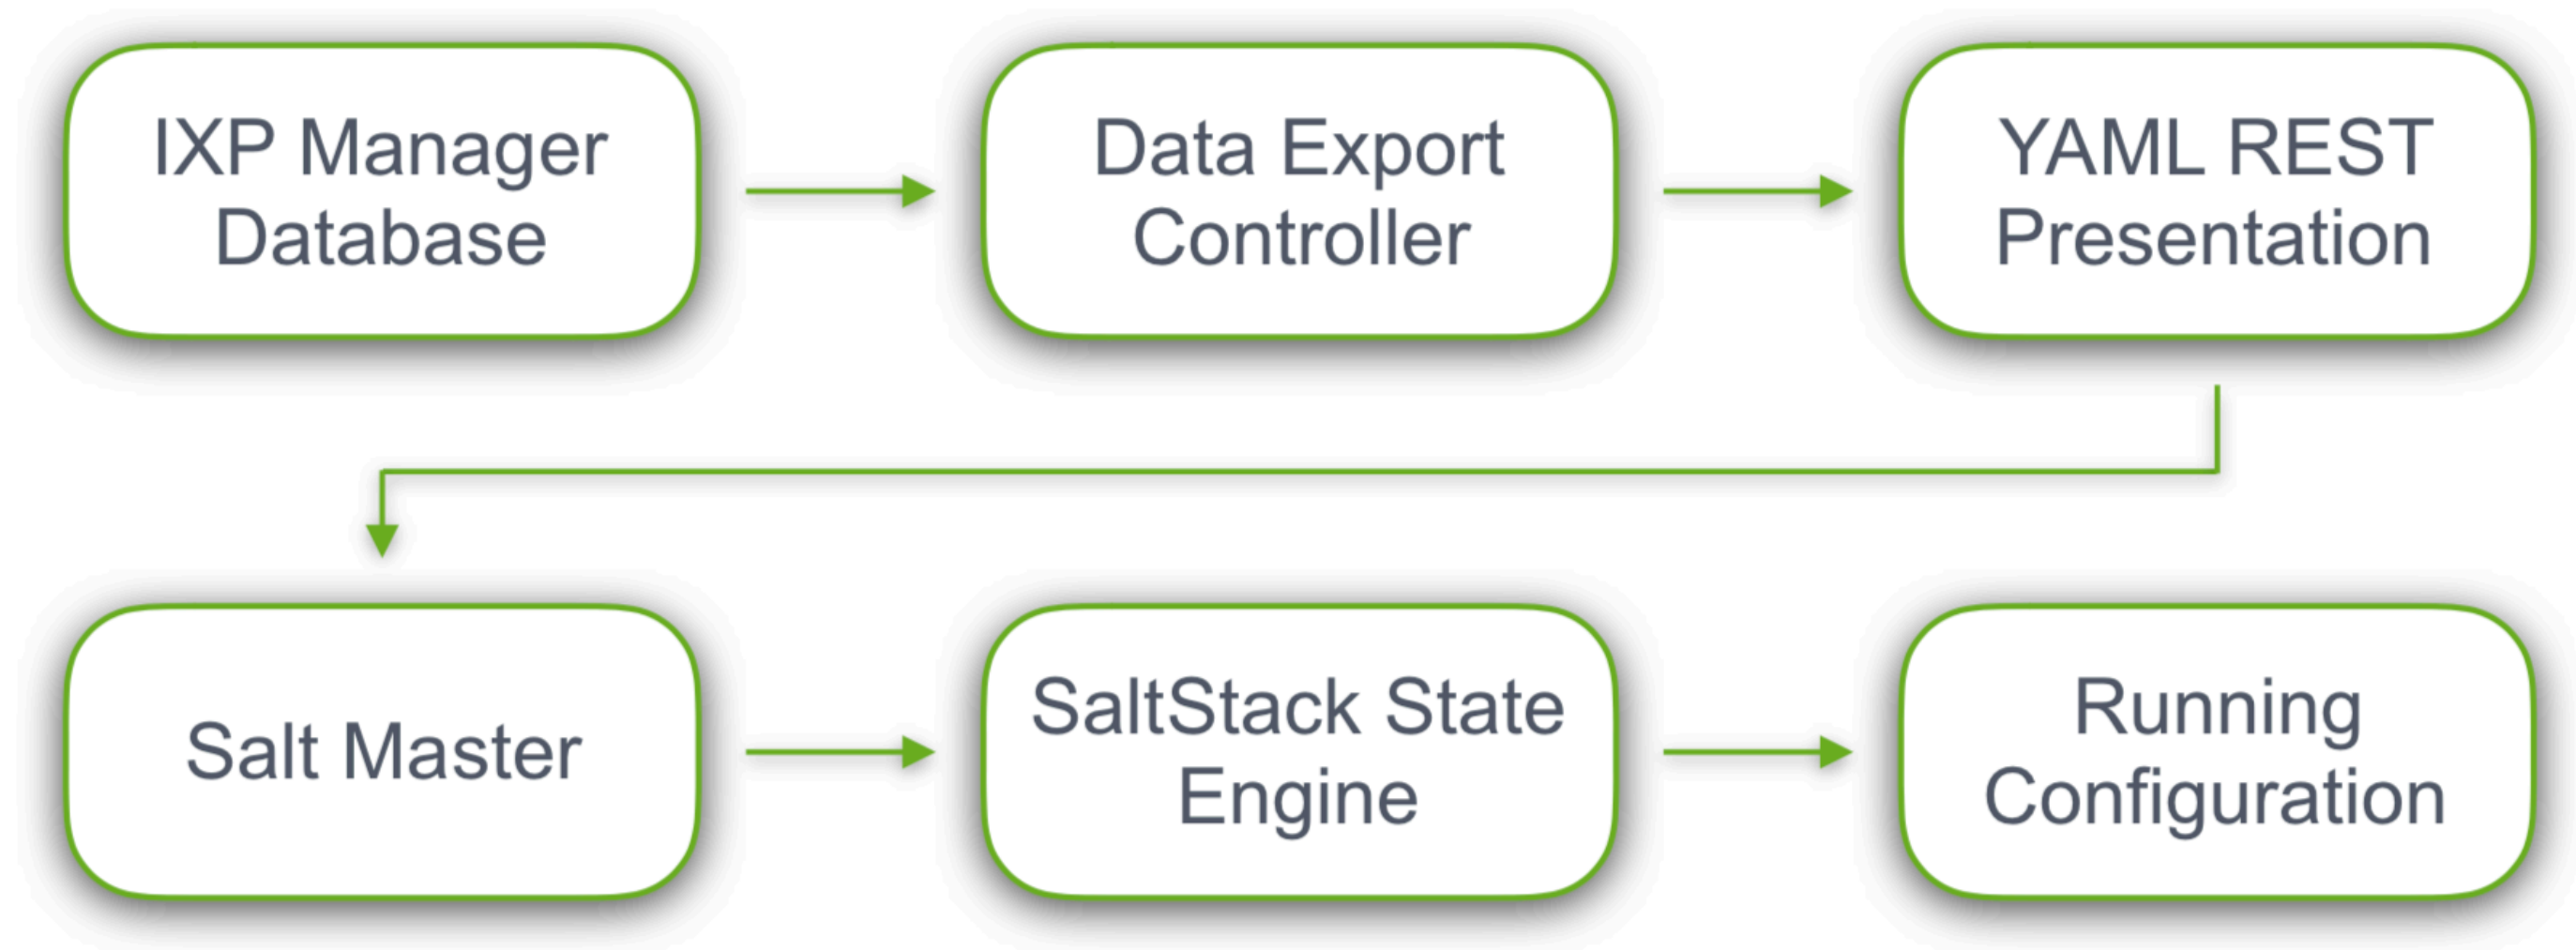 IXP Manager
Database
Data Export
Controller
YAML REST
Presentation
Salt Master
SaltStack State
Engine
Running
Configuration